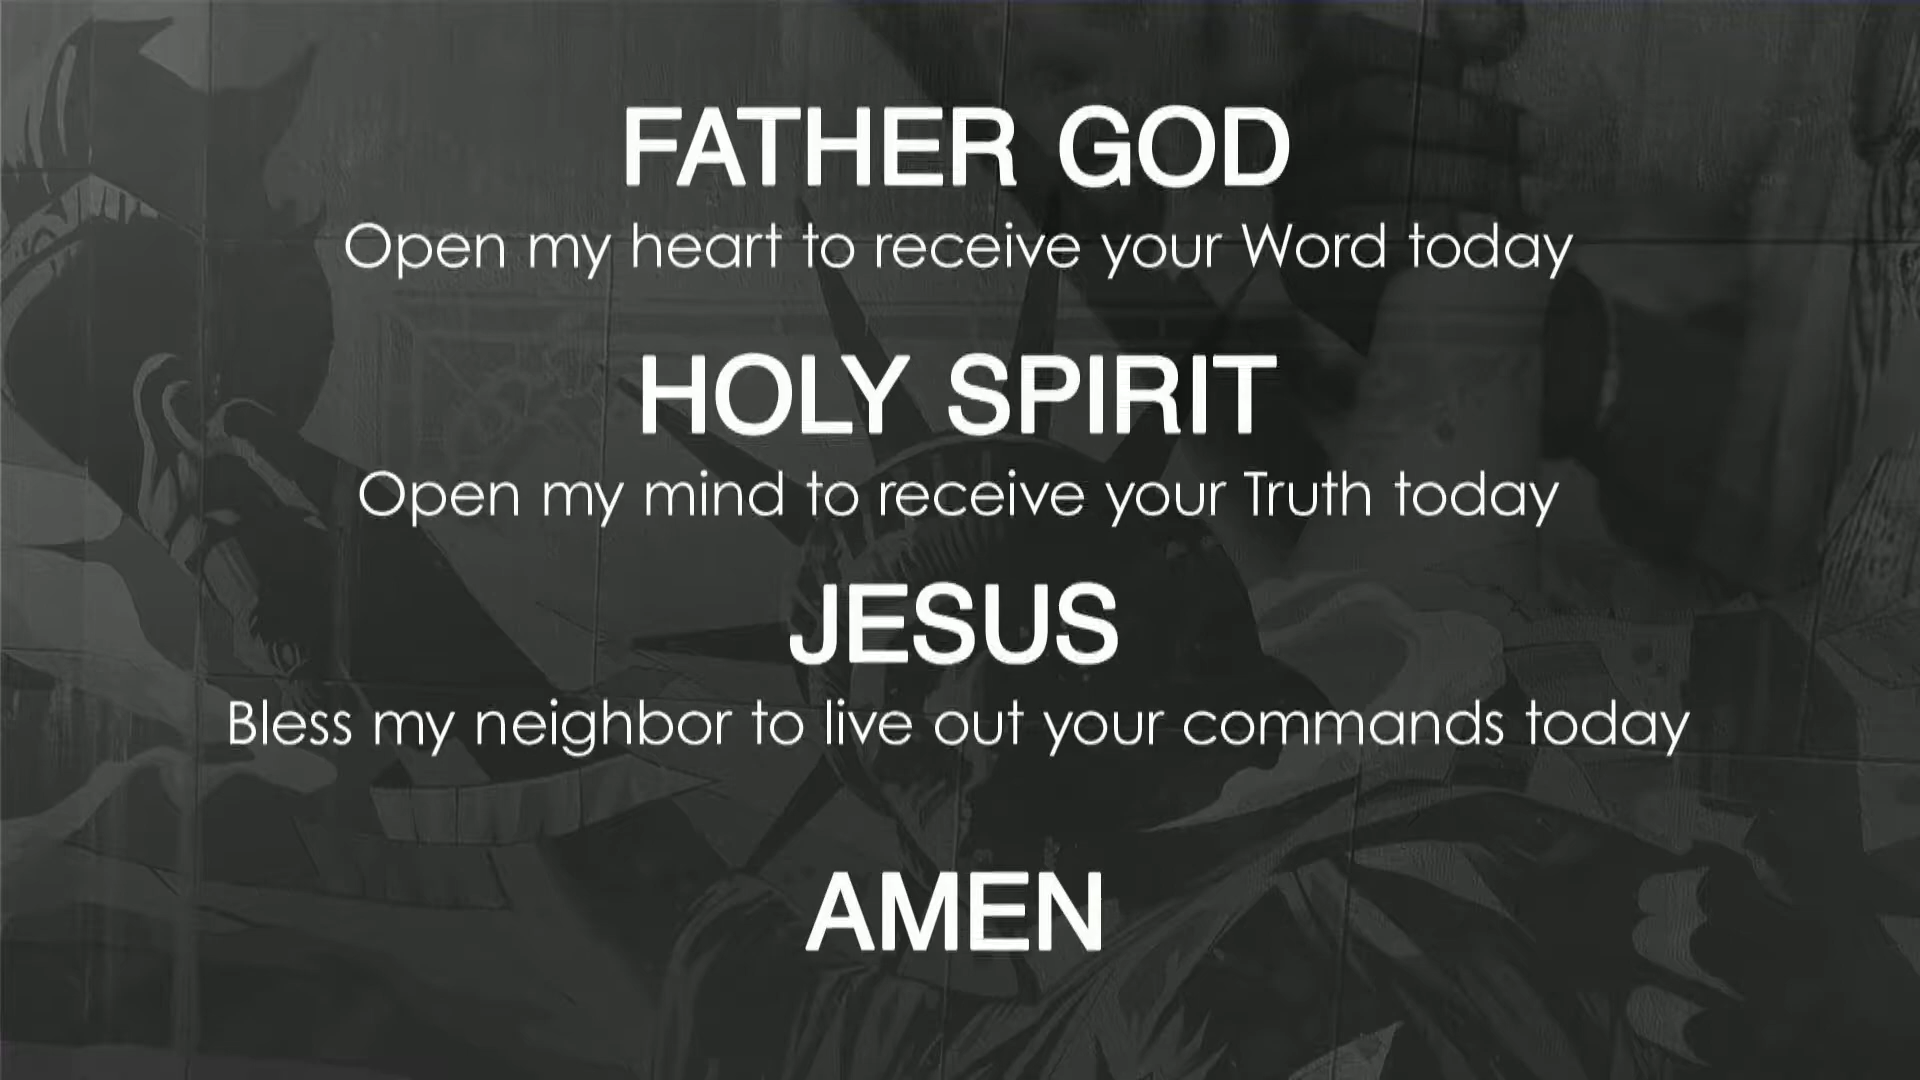 FATHER GOD
Open my heart to receive your Word today
HOLY SPIRIT
Open my mind to receive your Truth today
JESUS
Bless my neighbor to live out your commands today
AMEN